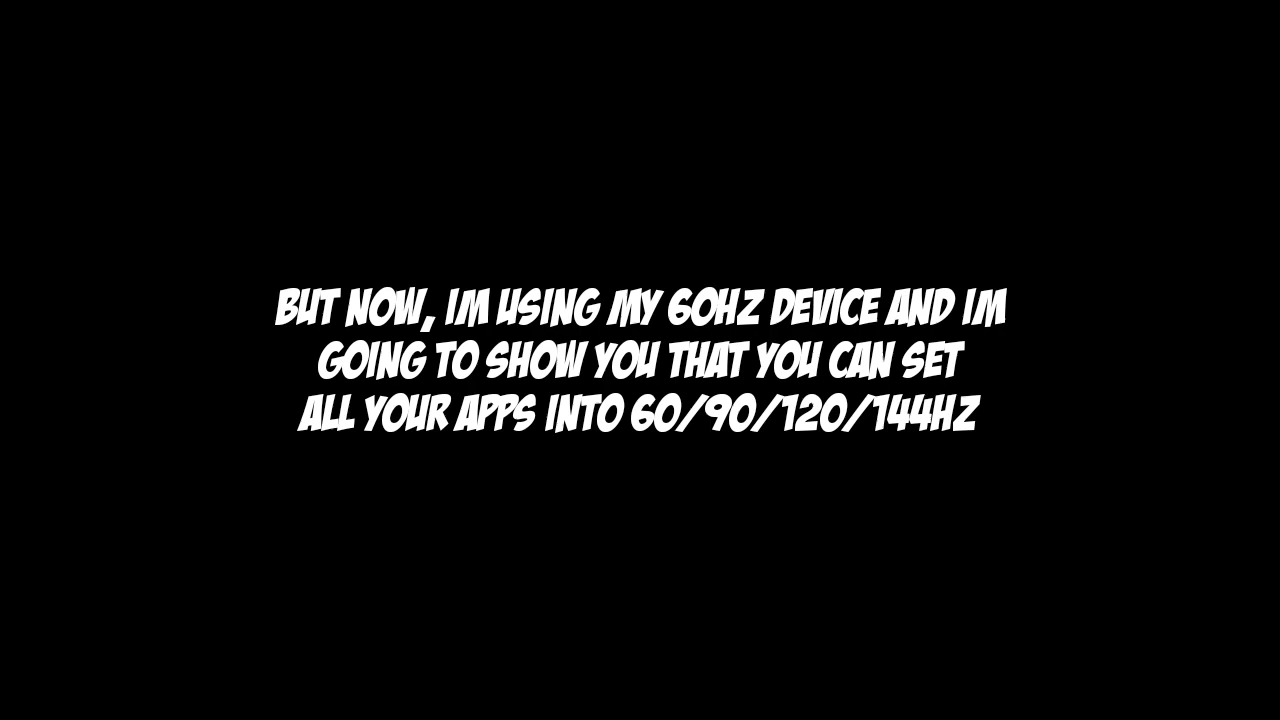 BUT NOW, IM USING MY 60HZ DEVICE AND IM
GOING TO SHOW YOU THAT YOU CAN SET
ALL YOUR APPS INTO 60/90/120/144HZ